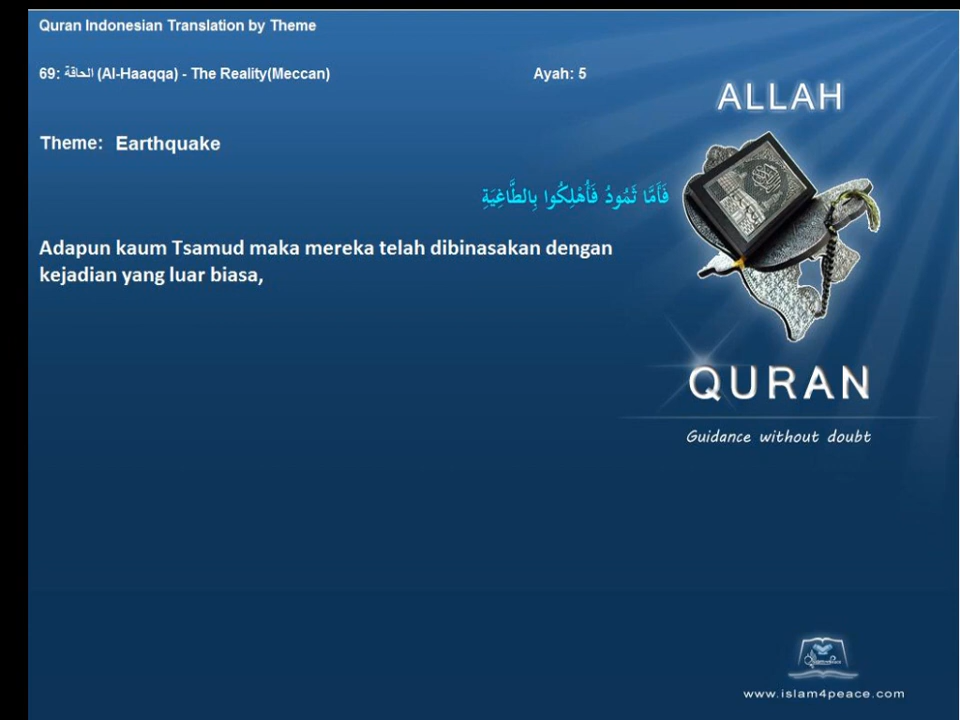 Quran Indonesian Translation by Theme
69: الحاقة (Al-Haaqqa) - The Reality(Meccan) Ayah: 5
ALLAH
Theme: Earthquake
فَأَمَّا ثَمُودُ فَأُهْلِكُوا بِالطَّاغِيَةِ
Adapun kaum Tsamud maka mereka telah dibinasakan dengan
kejadian yang luar biasa,
QURAN
Guidance without doubt
www.islam4peace.com